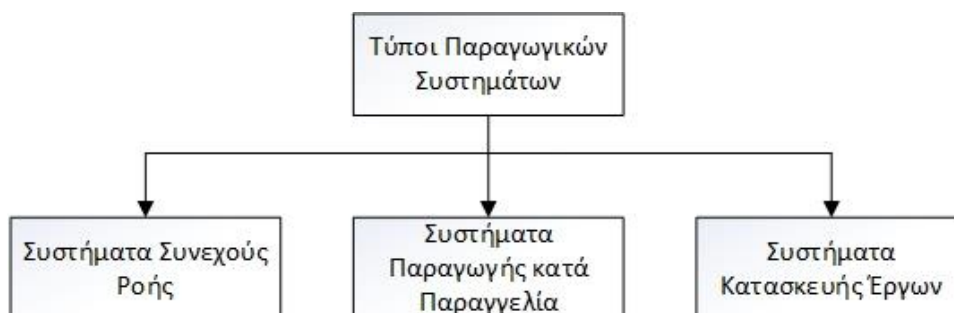 Τύποι Παραγωγικών
Συστημάτων
Συστήματα Συνεχούς
Ροής
Συστήματα
Παραγωγής κατά
Παραγγελία
Συστήματα
Κατασκευής Έργων